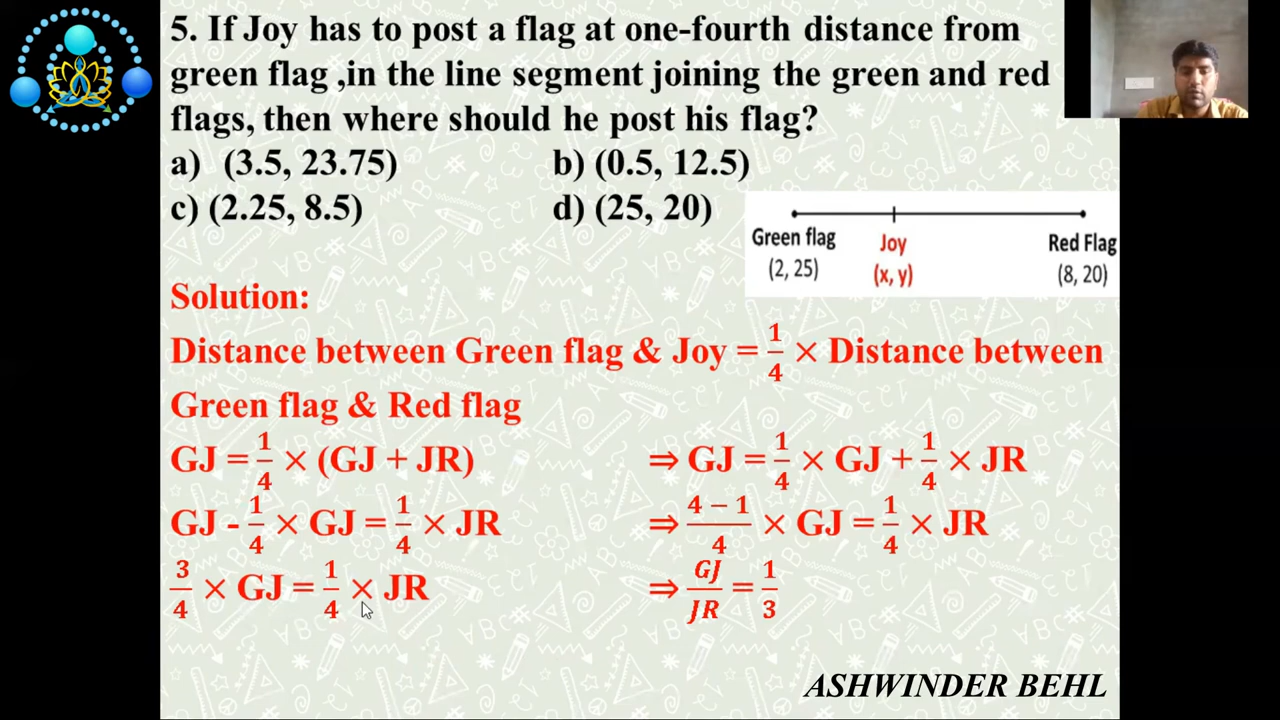 5. If Joy has to post a flag at one-fourth distance from
green flag ,in the line segment joining the green and red
flags, then where should he post his flag?
a) (3.5, 23.75) b) (0.5, 12.5)
c) (2.25, 8.5) d) (25, 20)
Green flag Joy Red Flag
(2, 25) (x, y) (8, 20)
Solution:
Distance between Green flag & Joy = 1/4 × Distance between
Green flag & Red flag
GJ = 1/4 × (GJ + JR) ⇒ GJ = 1/4 × GJ + 1/4 × JR
GJ - 1/4 × GJ = 1/4 × JR ⇒ (4 − 1)/4 × GJ = 1/4 × JR
3/4 × GJ = 1/4 × JR ⇒ GJ/JR = 1/3
ASHWINDER BEHL